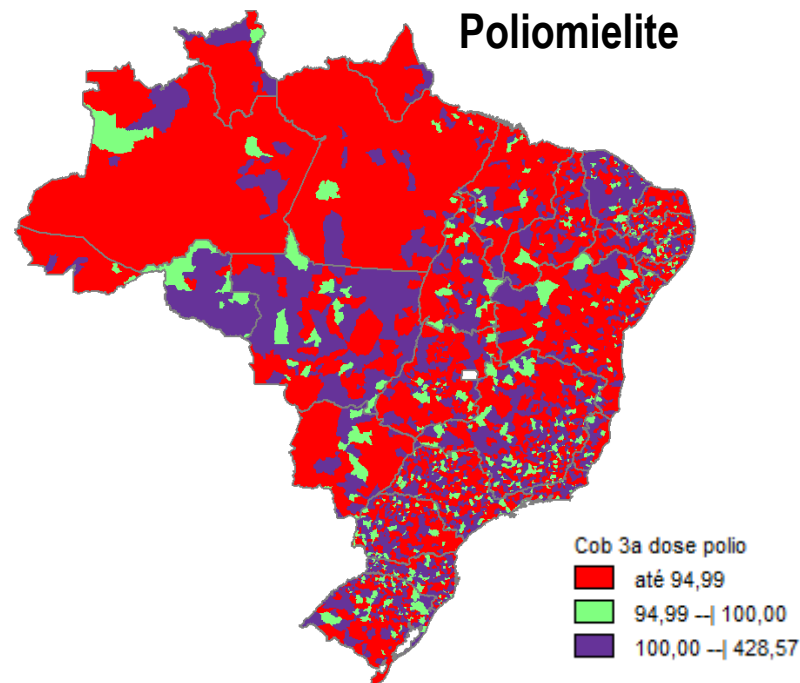 Poliomielite
Cob 3a dose polio
até 94,99
94,99 --| 100,00
100,00 --| 428,57